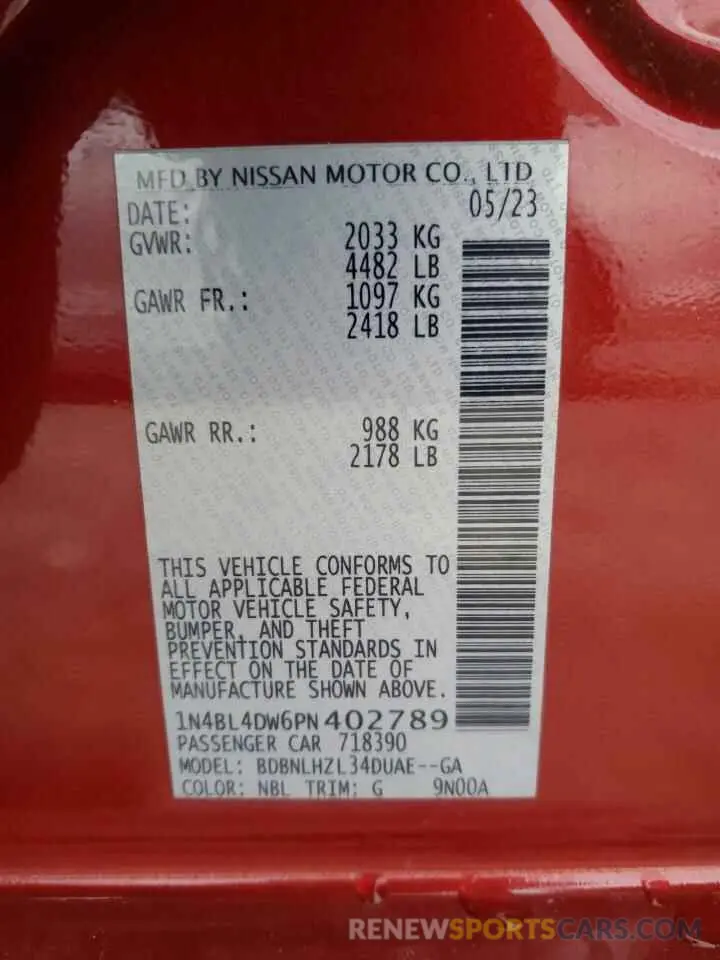 MFD BY NISSAN MOTOR CO., LTD
DATE: 05/23
GVWR: 2033 KG
4482 LB
GAWR FR.: 1097 KG
2418 LB
GAWR RR.: 988 KG
2178 LB
THIS VEHICLE CONFORMS TO
ALL APPLICABLE FEDERAL
MOTOR VEHICLE SAFETY,
BUMPER, AND THEFT
PREVENTION STANDARDS IN
EFFECT ON THE DATE OF
MANUFACTURE SHOWN ABOVE.
1N4BL4DW6PN402789
PASSENGER CAR 718390
MODEL: BDBNLHZL34DUAE--GA
COLOR: NBL TRIM: G 9N00A
RENEWSPORTSCARS.COM